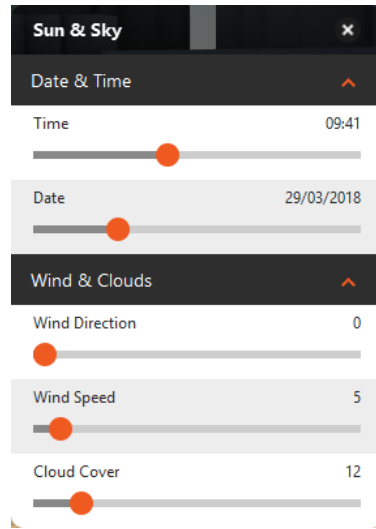 Sun & Sky
Date & Time
Time 09:41
Date 29/03/2018
Wind & Clouds
Wind Direction 0
Wind Speed 5
Cloud Cover 12